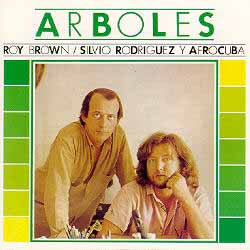 ARBOLES
ROY BROWN / SILVIO RODRIGUEZ Y AFROCUBA